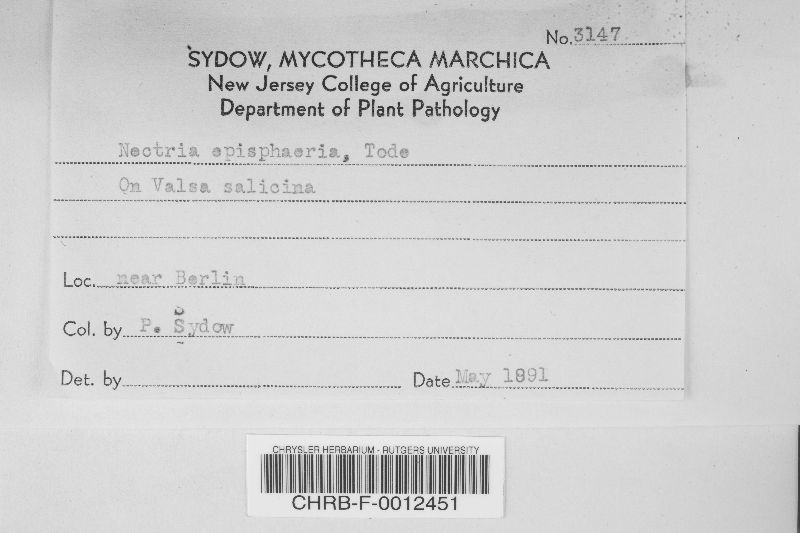 No. 3147
SYDOW, MYCOTHECA MARCHICA
New Jersey College of Agriculture
Department of Plant Pathology
Nectria episphaeria, Tode
On Valsa salicina
Loc. near Berlin
Col. by P. Sydow
Det. by
Date May 1891
CHRYSLER HERBARIUM - RUTGERS UNIVERSITY
CHRB-F-0012451